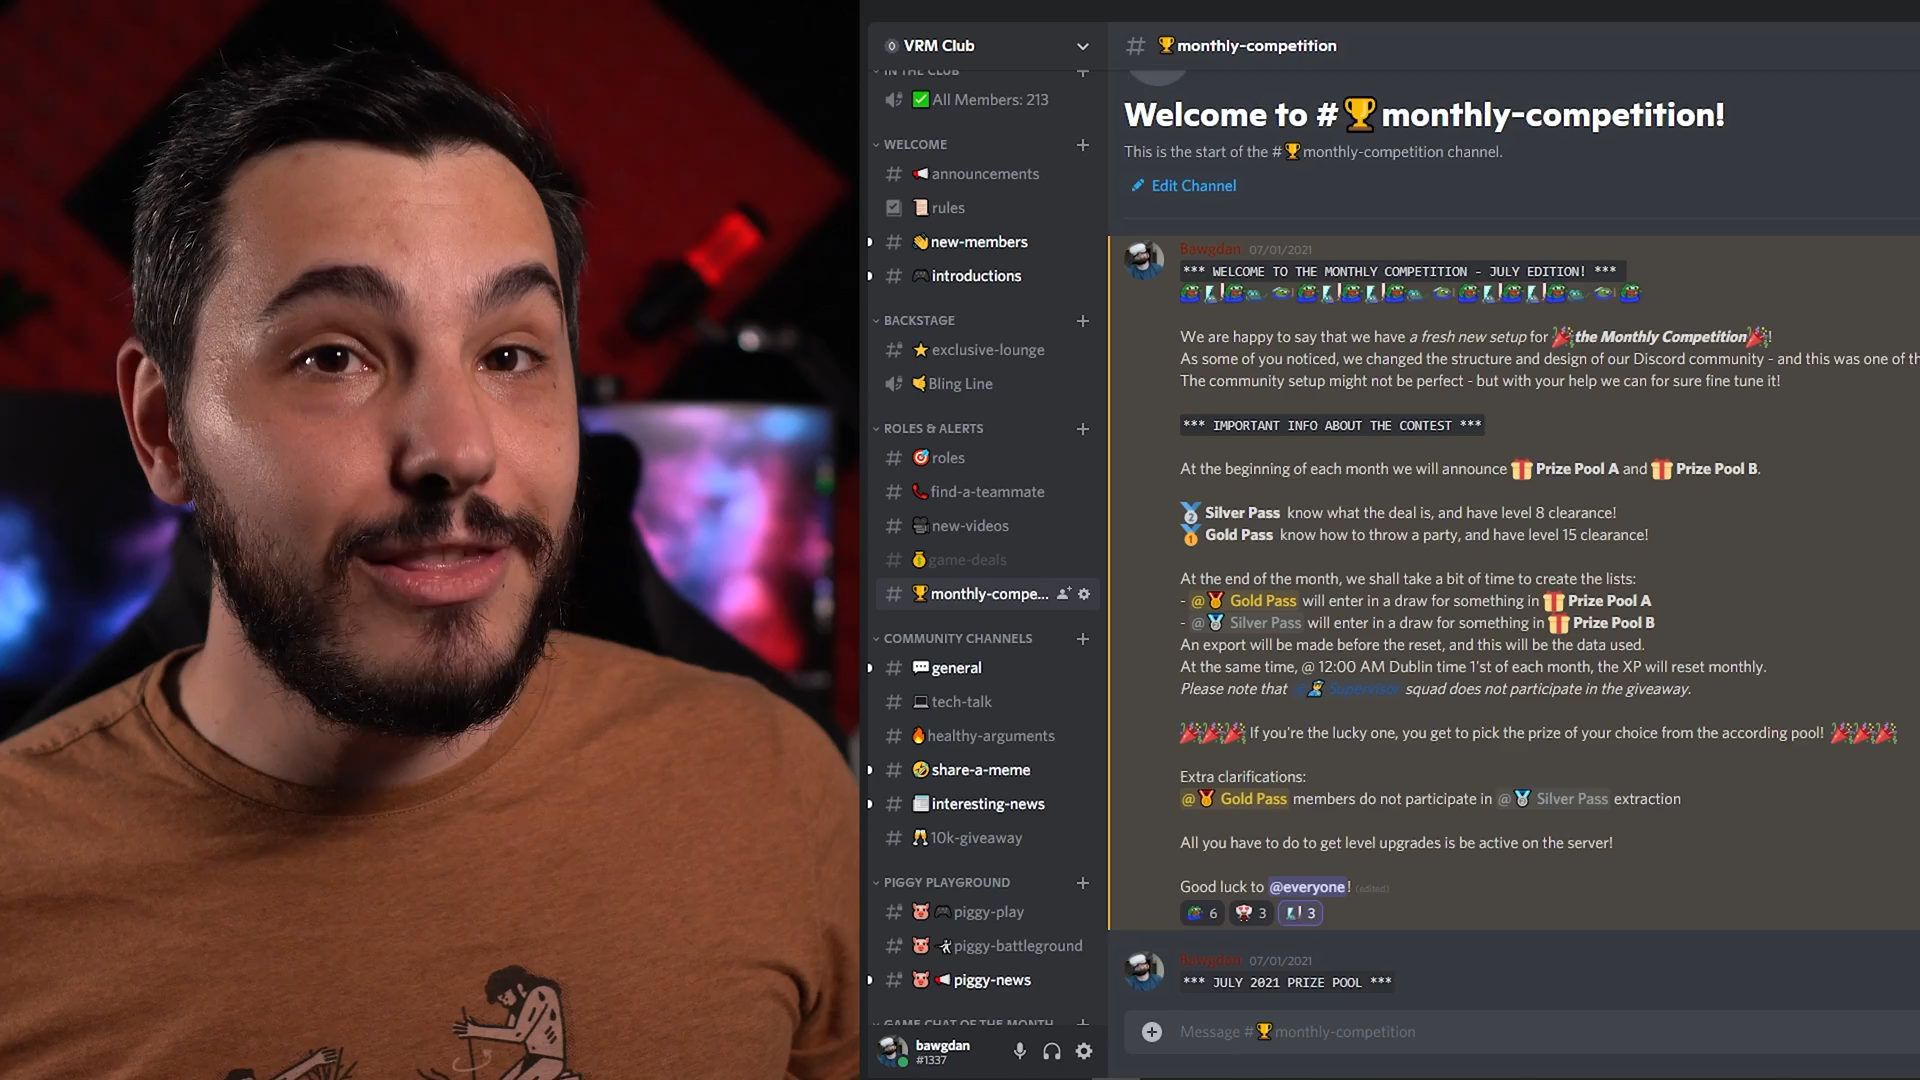 VRM Club
IN THE CLUB
All Members: 213
WELCOME
announcements
rules
new-members
introductions
BACKSTAGE
exclusive-lounge
Bling Line
ROLES & ALERTS
roles
find-a-teammate
new-videos
game-deals
monthly-compe...
COMMUNITY CHANNELS
general
tech-talk
healthy-arguments
share-a-meme
interesting-news
10k-giveaway
PIGGY PLAYGROUND
piggy-play
piggy-battleground
piggy-news
GAME CHAT OF THE MONTH
bawgdan
#1337
# 🏆monthly-competition
Welcome to #🏆monthly-competition!
This is the start of the #🏆monthly-competition channel.
Edit Channel
Bawgdan 07/01/2021
*** WELCOME TO THE MONTHLY COMPETITION - JULY EDITION! ***
We are happy to say that we have a fresh new setup for 🎉the Monthly Competition🎉!
As some of you noticed, we changed the structure and design of our Discord community - and this was one of
The community setup might not be perfect - but with your help we can for sure fine tune it!
*** IMPORTANT INFO ABOUT THE CONTEST ***
At the beginning of each month we will announce 🎁Prize Pool A and 🎁Prize Pool B.
🥈Silver Pass know what the deal is, and have level 8 clearance!
🥇Gold Pass know how to throw a party, and have level 15 clearance!
At the end of the month, we shall take a bit of time to create the lists:
- @🏅Gold Pass will enter in a draw for something in 🎁Prize Pool A
- @🥈Silver Pass will enter in a draw for something in 🎁Prize Pool B
An export will be made before the reset, and this will be the data used.
At the same time, @ 12:00 AM Dublin time 1'st of each month, the XP will reset monthly.
Please note that @Supervisor squad does not participate in the giveaway.
🎉🎉🎉 If you're the lucky one, you get to pick the prize of your choice from the according pool! 🎉🎉🎉
Extra clarifications:
@🏅Gold Pass members do not participate in @🥈Silver Pass extraction
All you have to do to get level upgrades is be active on the server!
Good luck to @everyone! (edited)
6 3 3
Bawgdan 07/01/2021
*** JULY 2021 PRIZE POOL ***
Message #🏆monthly-competition